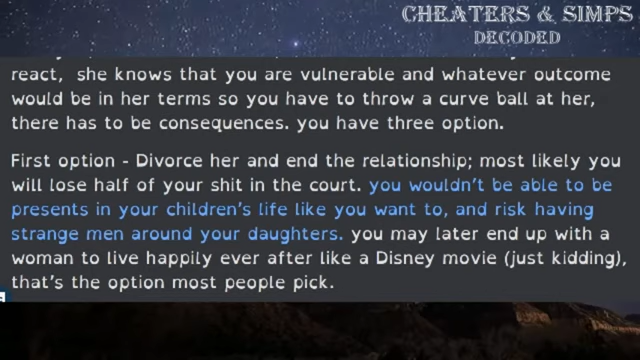 CHEATERS & SIMPS
DECODED
react, she knows that you are vulnerable and whatever outcome
would be in her terms so you have to throw a curve ball at her,
there has to be consequences. you have three option.
First option - Divorce her and end the relationship; most likely you
will lose half of your shit in the court. you wouldn't be able to be
presents in your children's life like you want to, and risk having
strange men around your daughters. you may later end up with a
woman to live happily ever after like a Disney movie (just kidding),
that's the option most people pick.